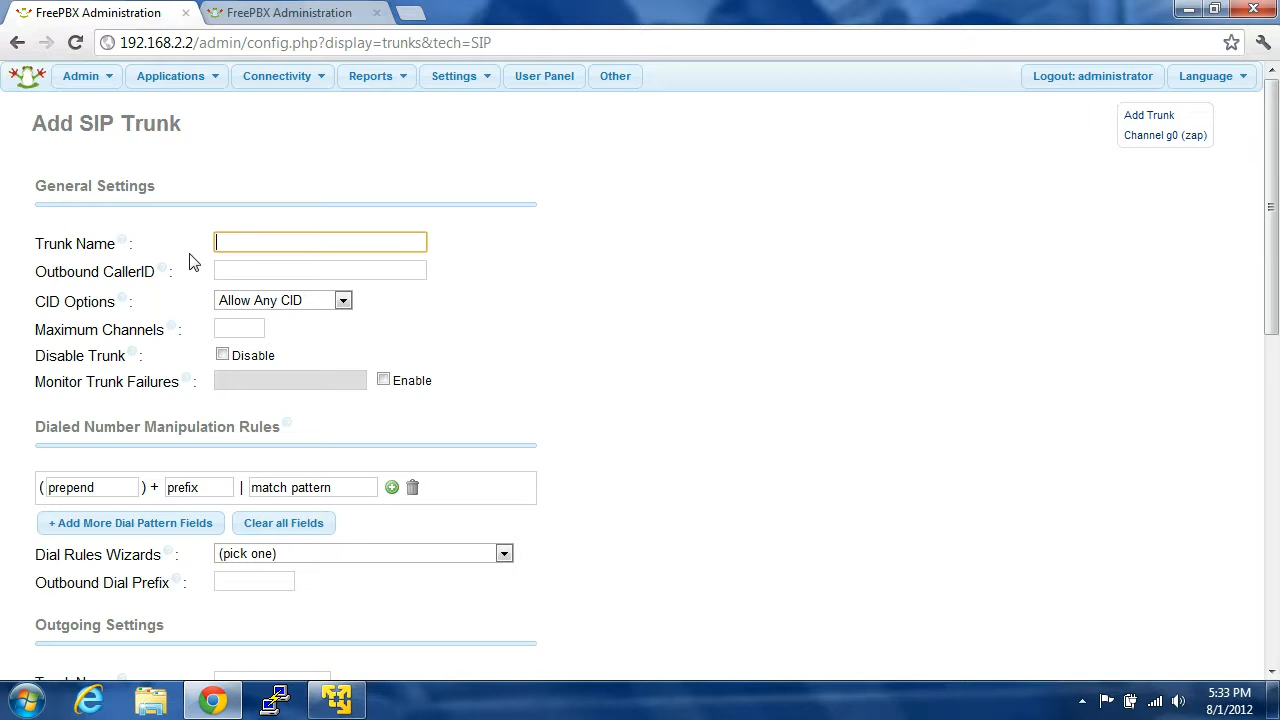 FreePBX Administration
FreePBX Administration
192.168.2.2/admin/config.php?display=trunks&tech=SIP
Admin Applications Connectivity Reports Settings User Panel Other Logout: administrator Language
Add SIP Trunk
Add Trunk
Channel g0 (zap)
General Settings
Trunk Name :
Outbound CallerID :
CID Options : Allow Any CID
Maximum Channels :
Disable Trunk : Disable
Monitor Trunk Failures : Enable
Dialed Number Manipulation Rules
( prepend ) + prefix | match pattern
+ Add More Dial Pattern Fields Clear all Fields
Dial Rules Wizards : (pick one)
Outbound Dial Prefix :
Outgoing Settings
5:33 PM
8/1/2012